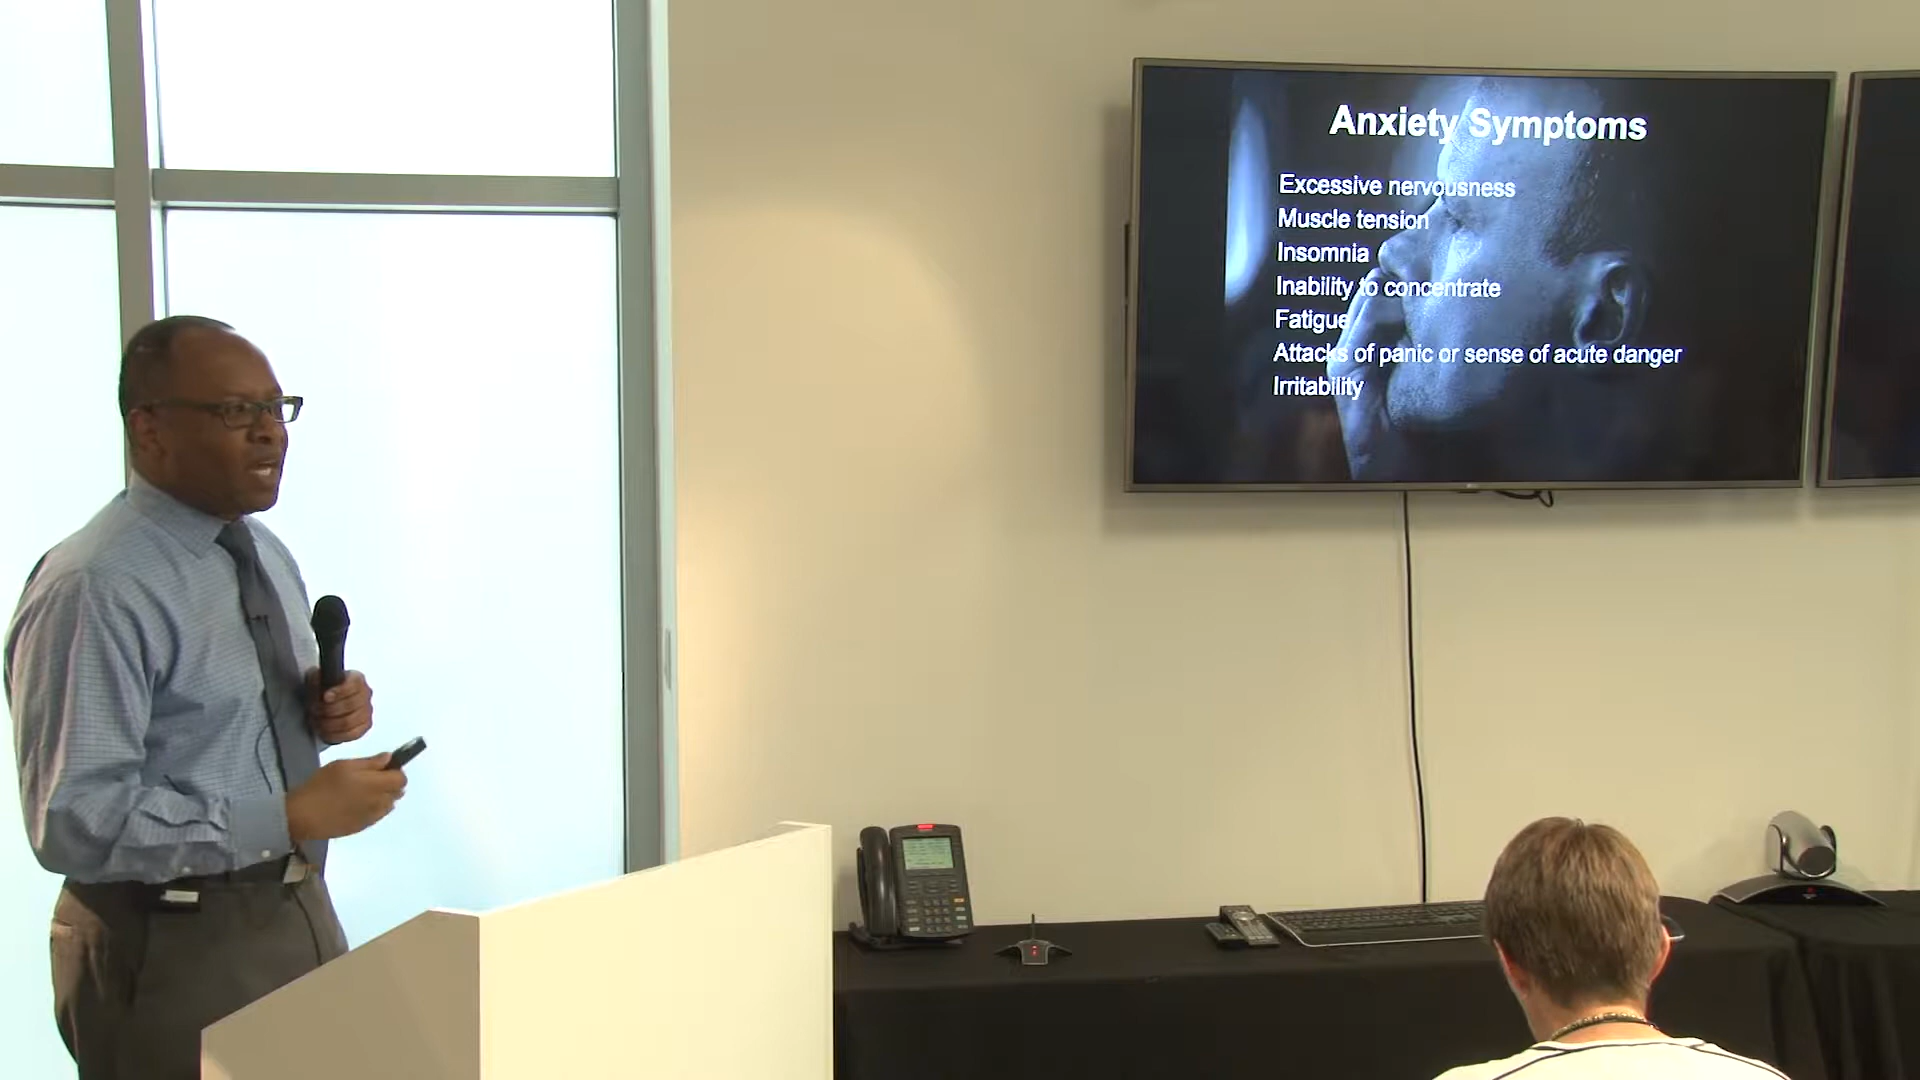 Anxiety Symptoms
Excessive nervousness
Muscle tension
Insomnia
Inability to concentrate
Fatigue
Attacks of panic or sense of acute danger
Irritability